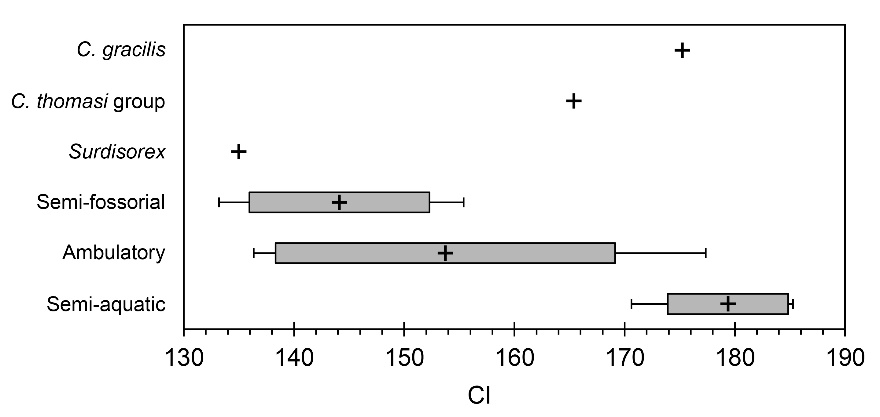 C. gracilis
C. thomasi group
Surdisorex
Semi-fossorial
Ambulatory
Semi-aquatic
130 140 150 160 170 180 190
CI